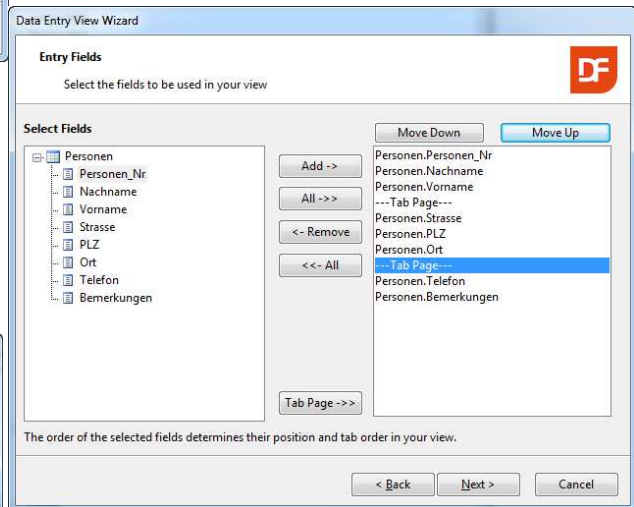 Data Entry View Wizard
Entry Fields
Select the fields to be used in your view
DF
Select Fields
Move Down
Move Up
Personen
Personen_Nr
Nachname
Vorname
Strasse
PLZ
Ort
Telefon
Bemerkungen
Add ->
All ->>
<- Remove
<<- All
Tab Page ->>
Personen.Personen_Nr
Personen.Nachname
Personen.Vorname
---Tab Page---
Personen.Strasse
Personen.PLZ
Personen.Ort
---Tab Page---
Personen.Telefon
Personen.Bemerkungen
The order of the selected fields determines their position and tab order in your view.
< Back
Next >
Cancel